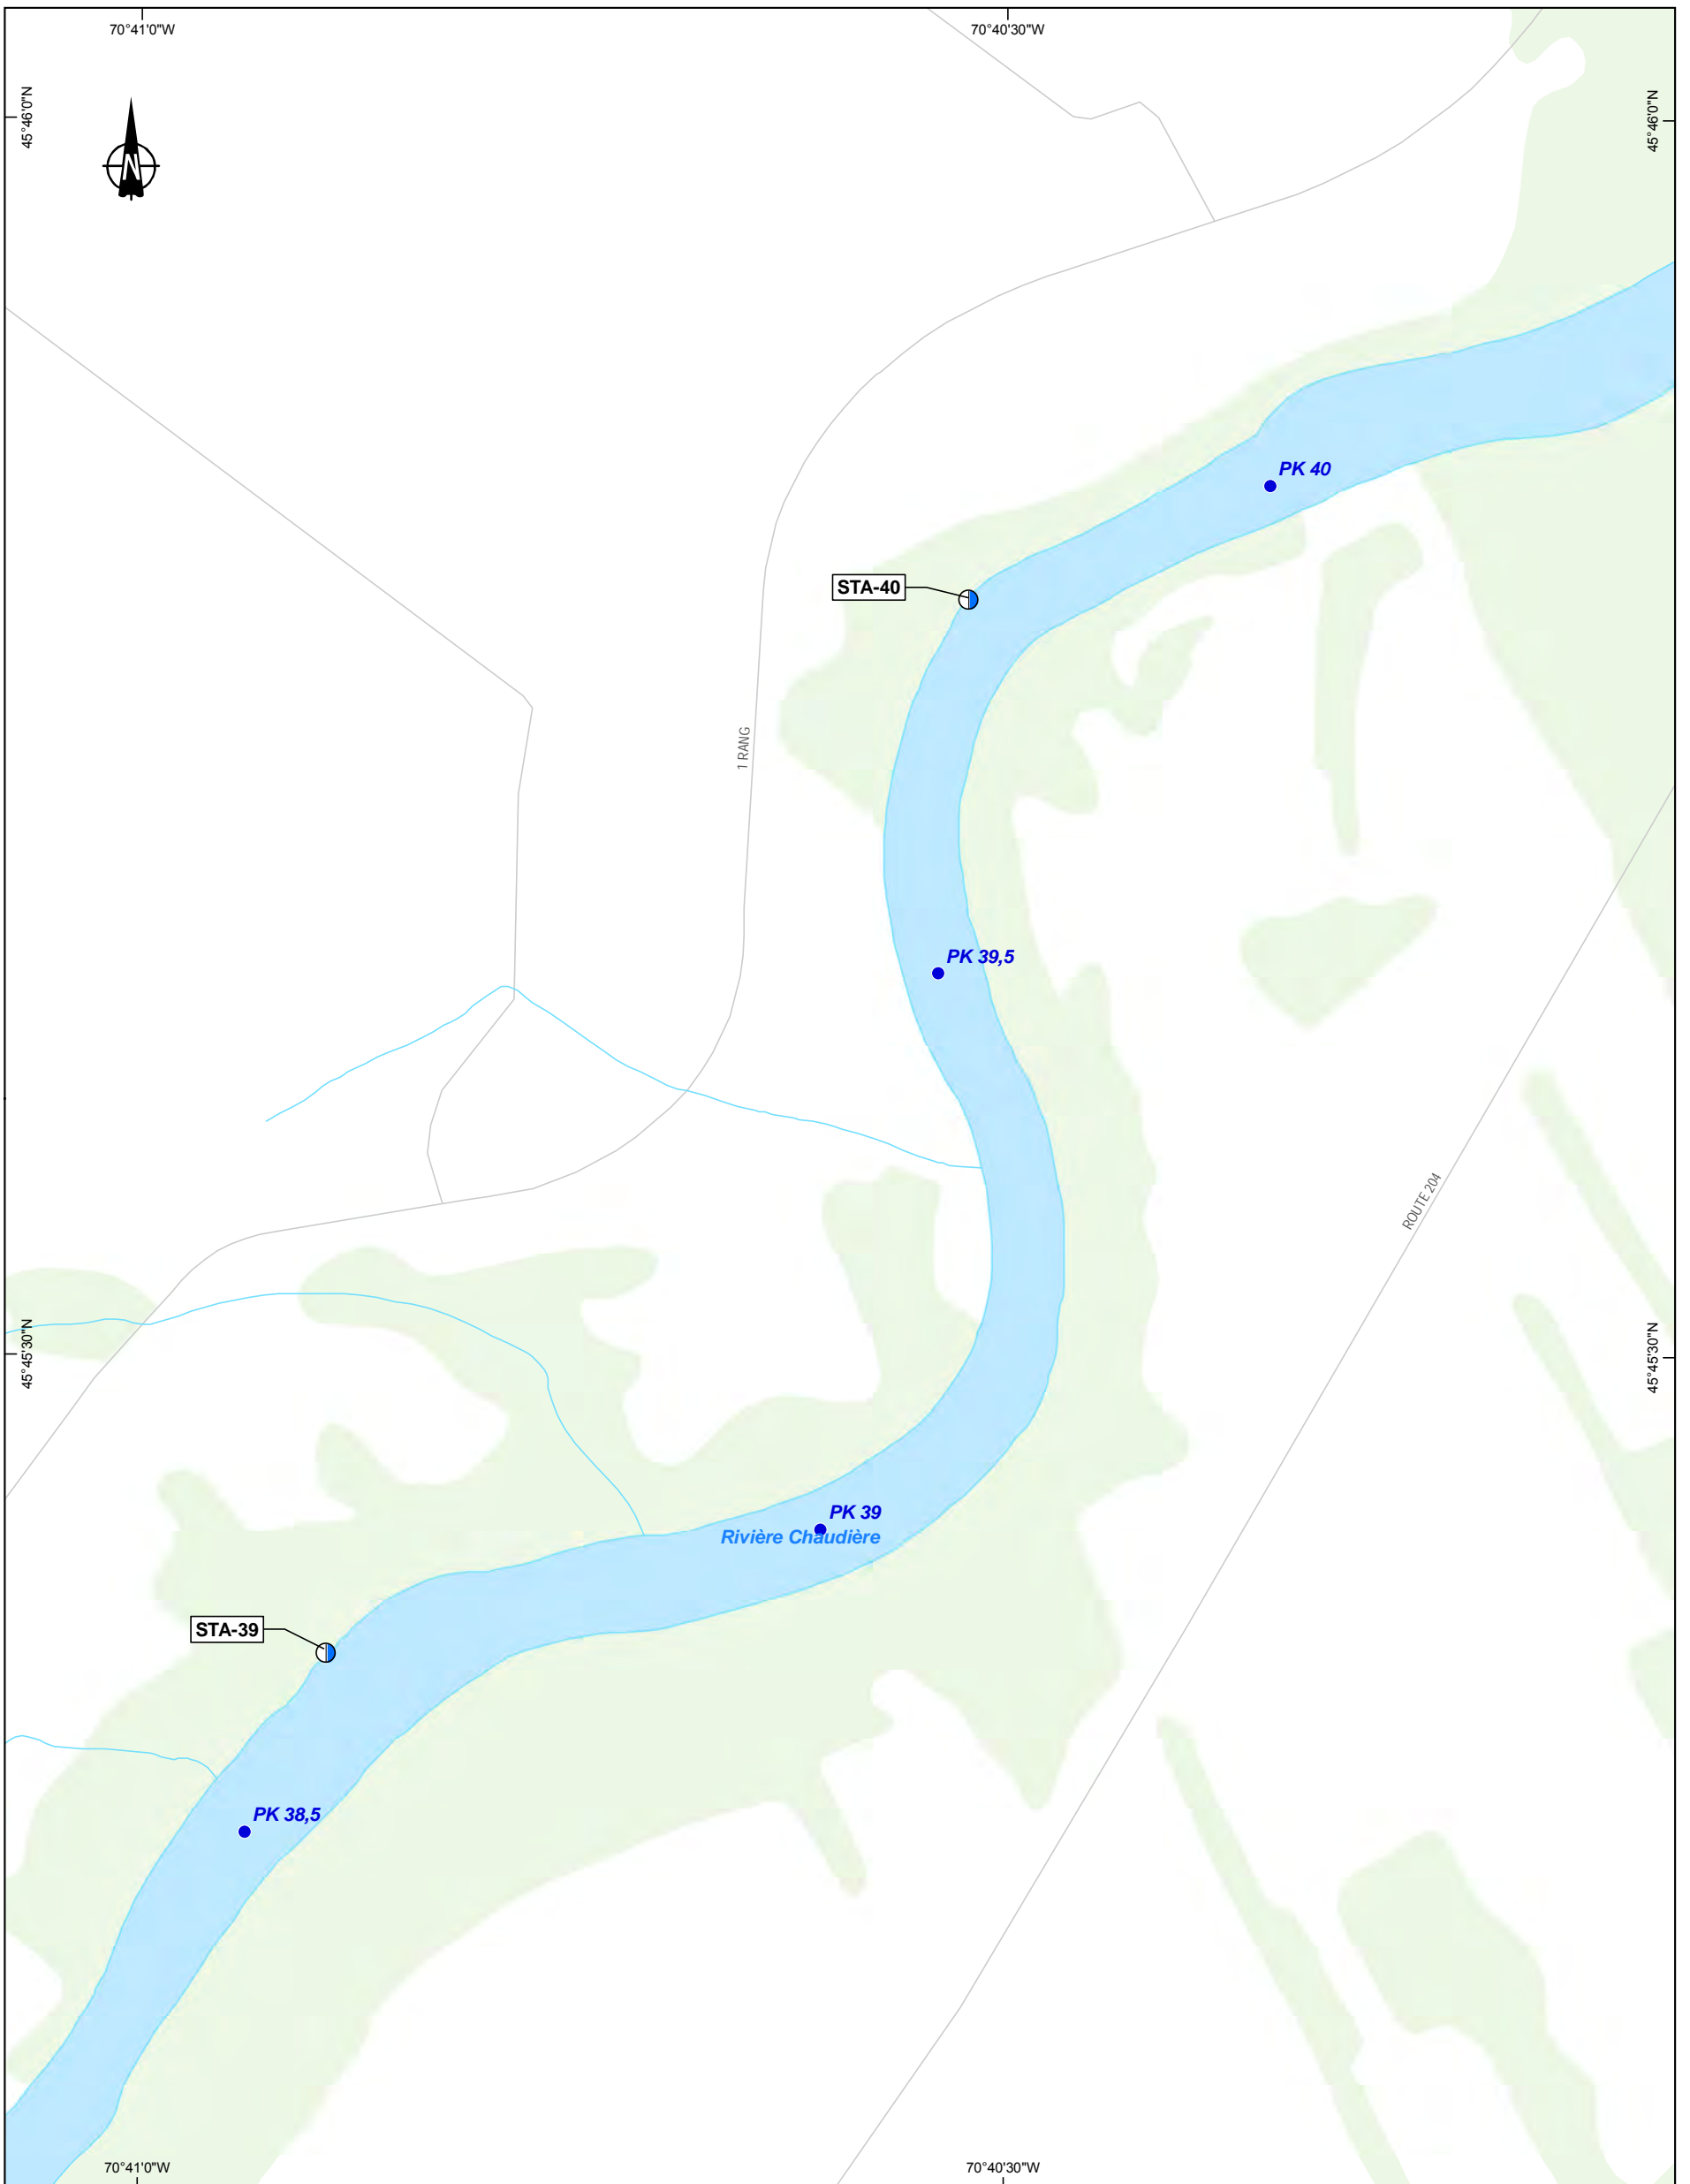 70°41'0"W
70°40'30"W
45°46'0"N
45°46'0"N
N
PK 40
STA-40
1 RANG
PK 39,5
ROUTE 204
45°45'30"N
45°45'30"N
PK 39
Rivière Chaudière
STA-39
PK 38,5
70°41'0"W
70°40'30"W